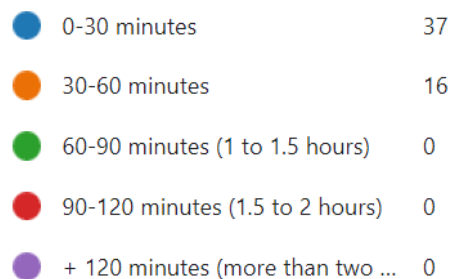 0-30 minutes 37
30-60 minutes 16
60-90 minutes (1 to 1.5 hours) 0
90-120 minutes (1.5 to 2 hours) 0
+ 120 minutes (more than two ... 0